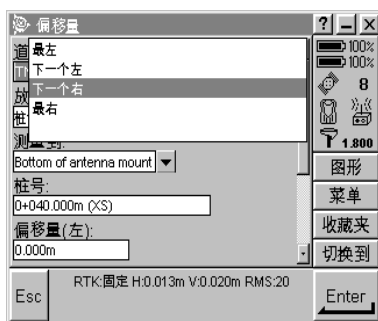 偏移量
? _ x
道
最左
100%
下一个左
100%
下一个右
8
放
最右
1.800
Bottom of antenna mount
图形
桩号:
菜单
0+040.000m (XS)
收藏夹
偏移量(左):
0.000m
切换到
Esc
RTK:固定 H:0.013m V:0.020m RMS:20
Enter